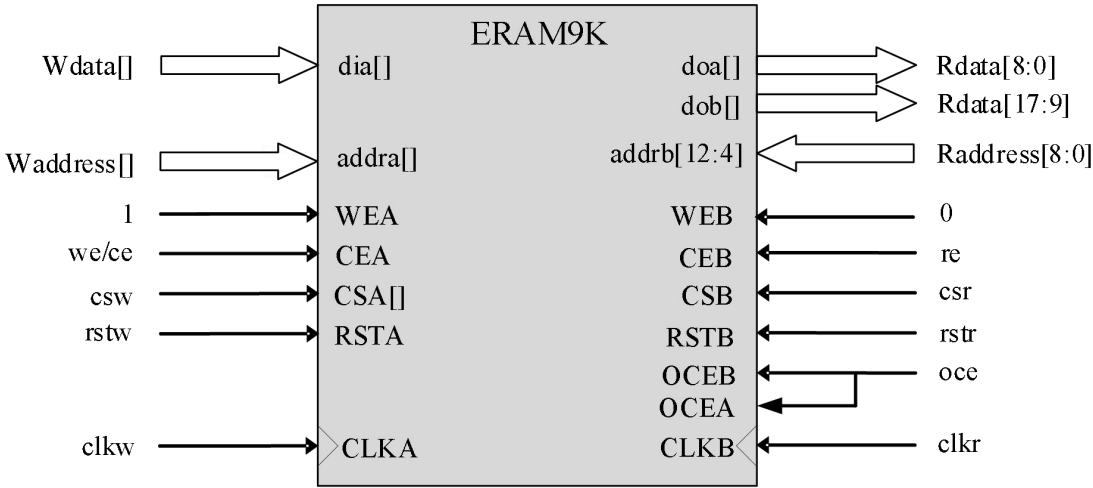 ERAM9K
Wdata[] dia[] doa[] Rdata[8:0]
dob[] Rdata[17:9]
Waddress[] addra[] addrb[12:4] Raddress[8:0]
1 WEA WEB 0
we/ce CEA CEB re
csw CSA[] CSB csr
rstw RSTA RSTB rstr
OCEB oce
OCEA
clkw CLKA CLKB clkr